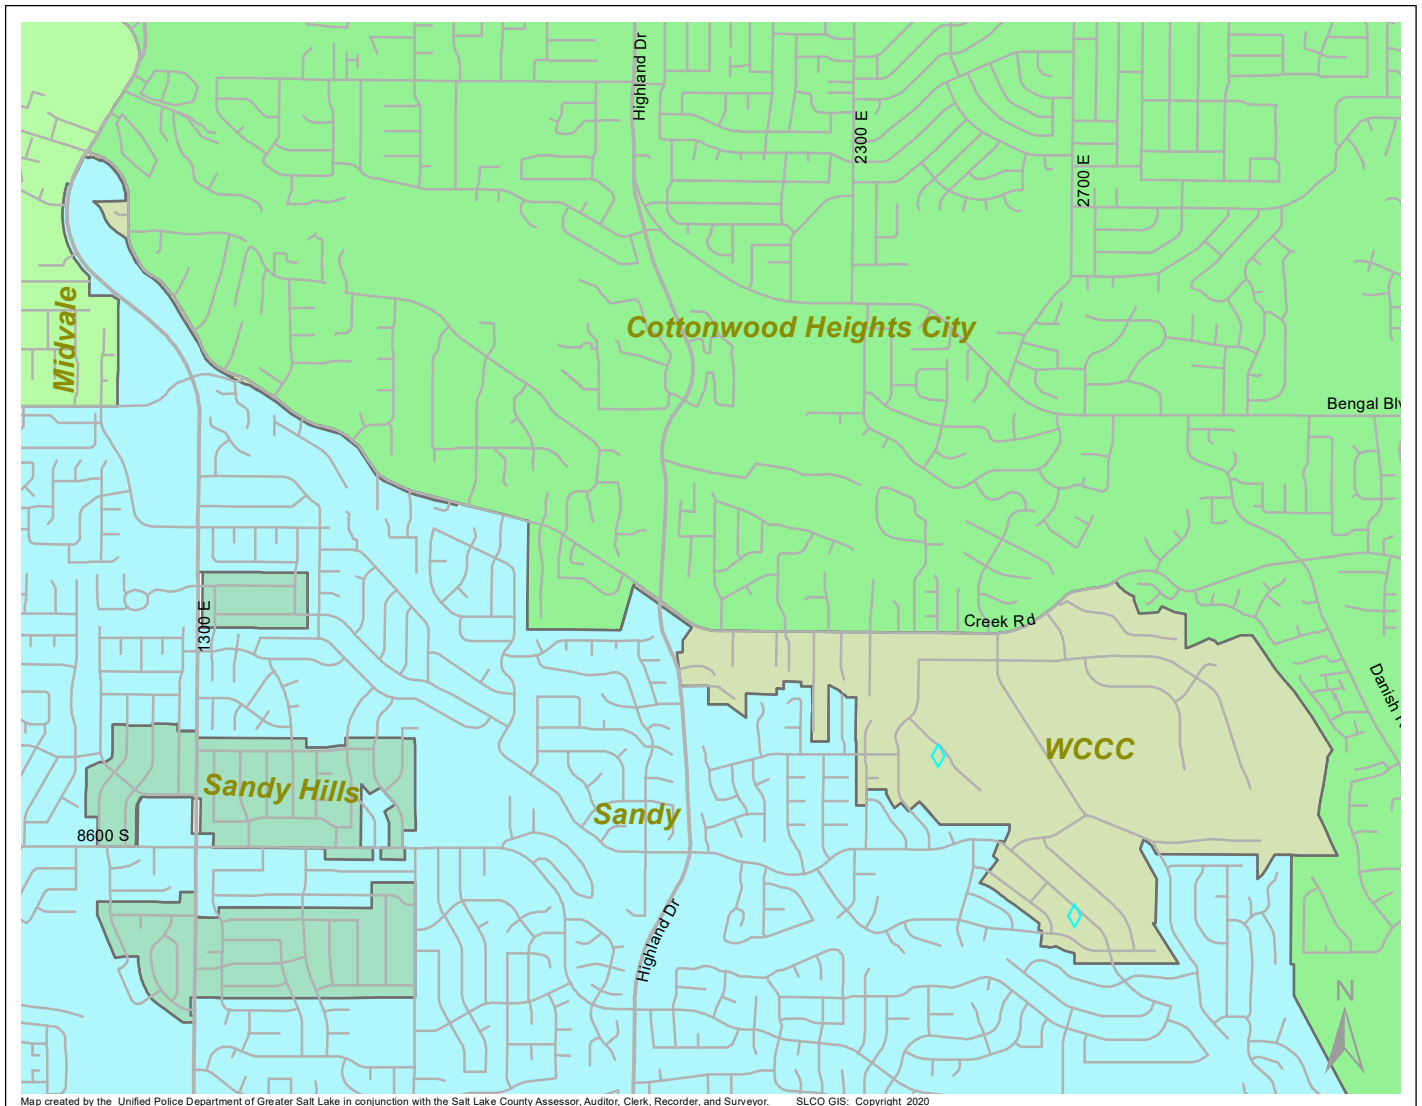 Highland Dr
2300 E
2700 E
Midvale
Cottonwood Heights City
Bengal Blv
1300 E
Creek Rd
Danish
WCCC
Sandy Hills
Sandy
8600 S
Highland Dr
N
Map created by the Unified Police Department of Greater Salt Lake in conjunction with the Salt Lake County Assessor, Auditor, Clerk, Recorder, and Surveyor. SLCO GIS: Copyright 2020